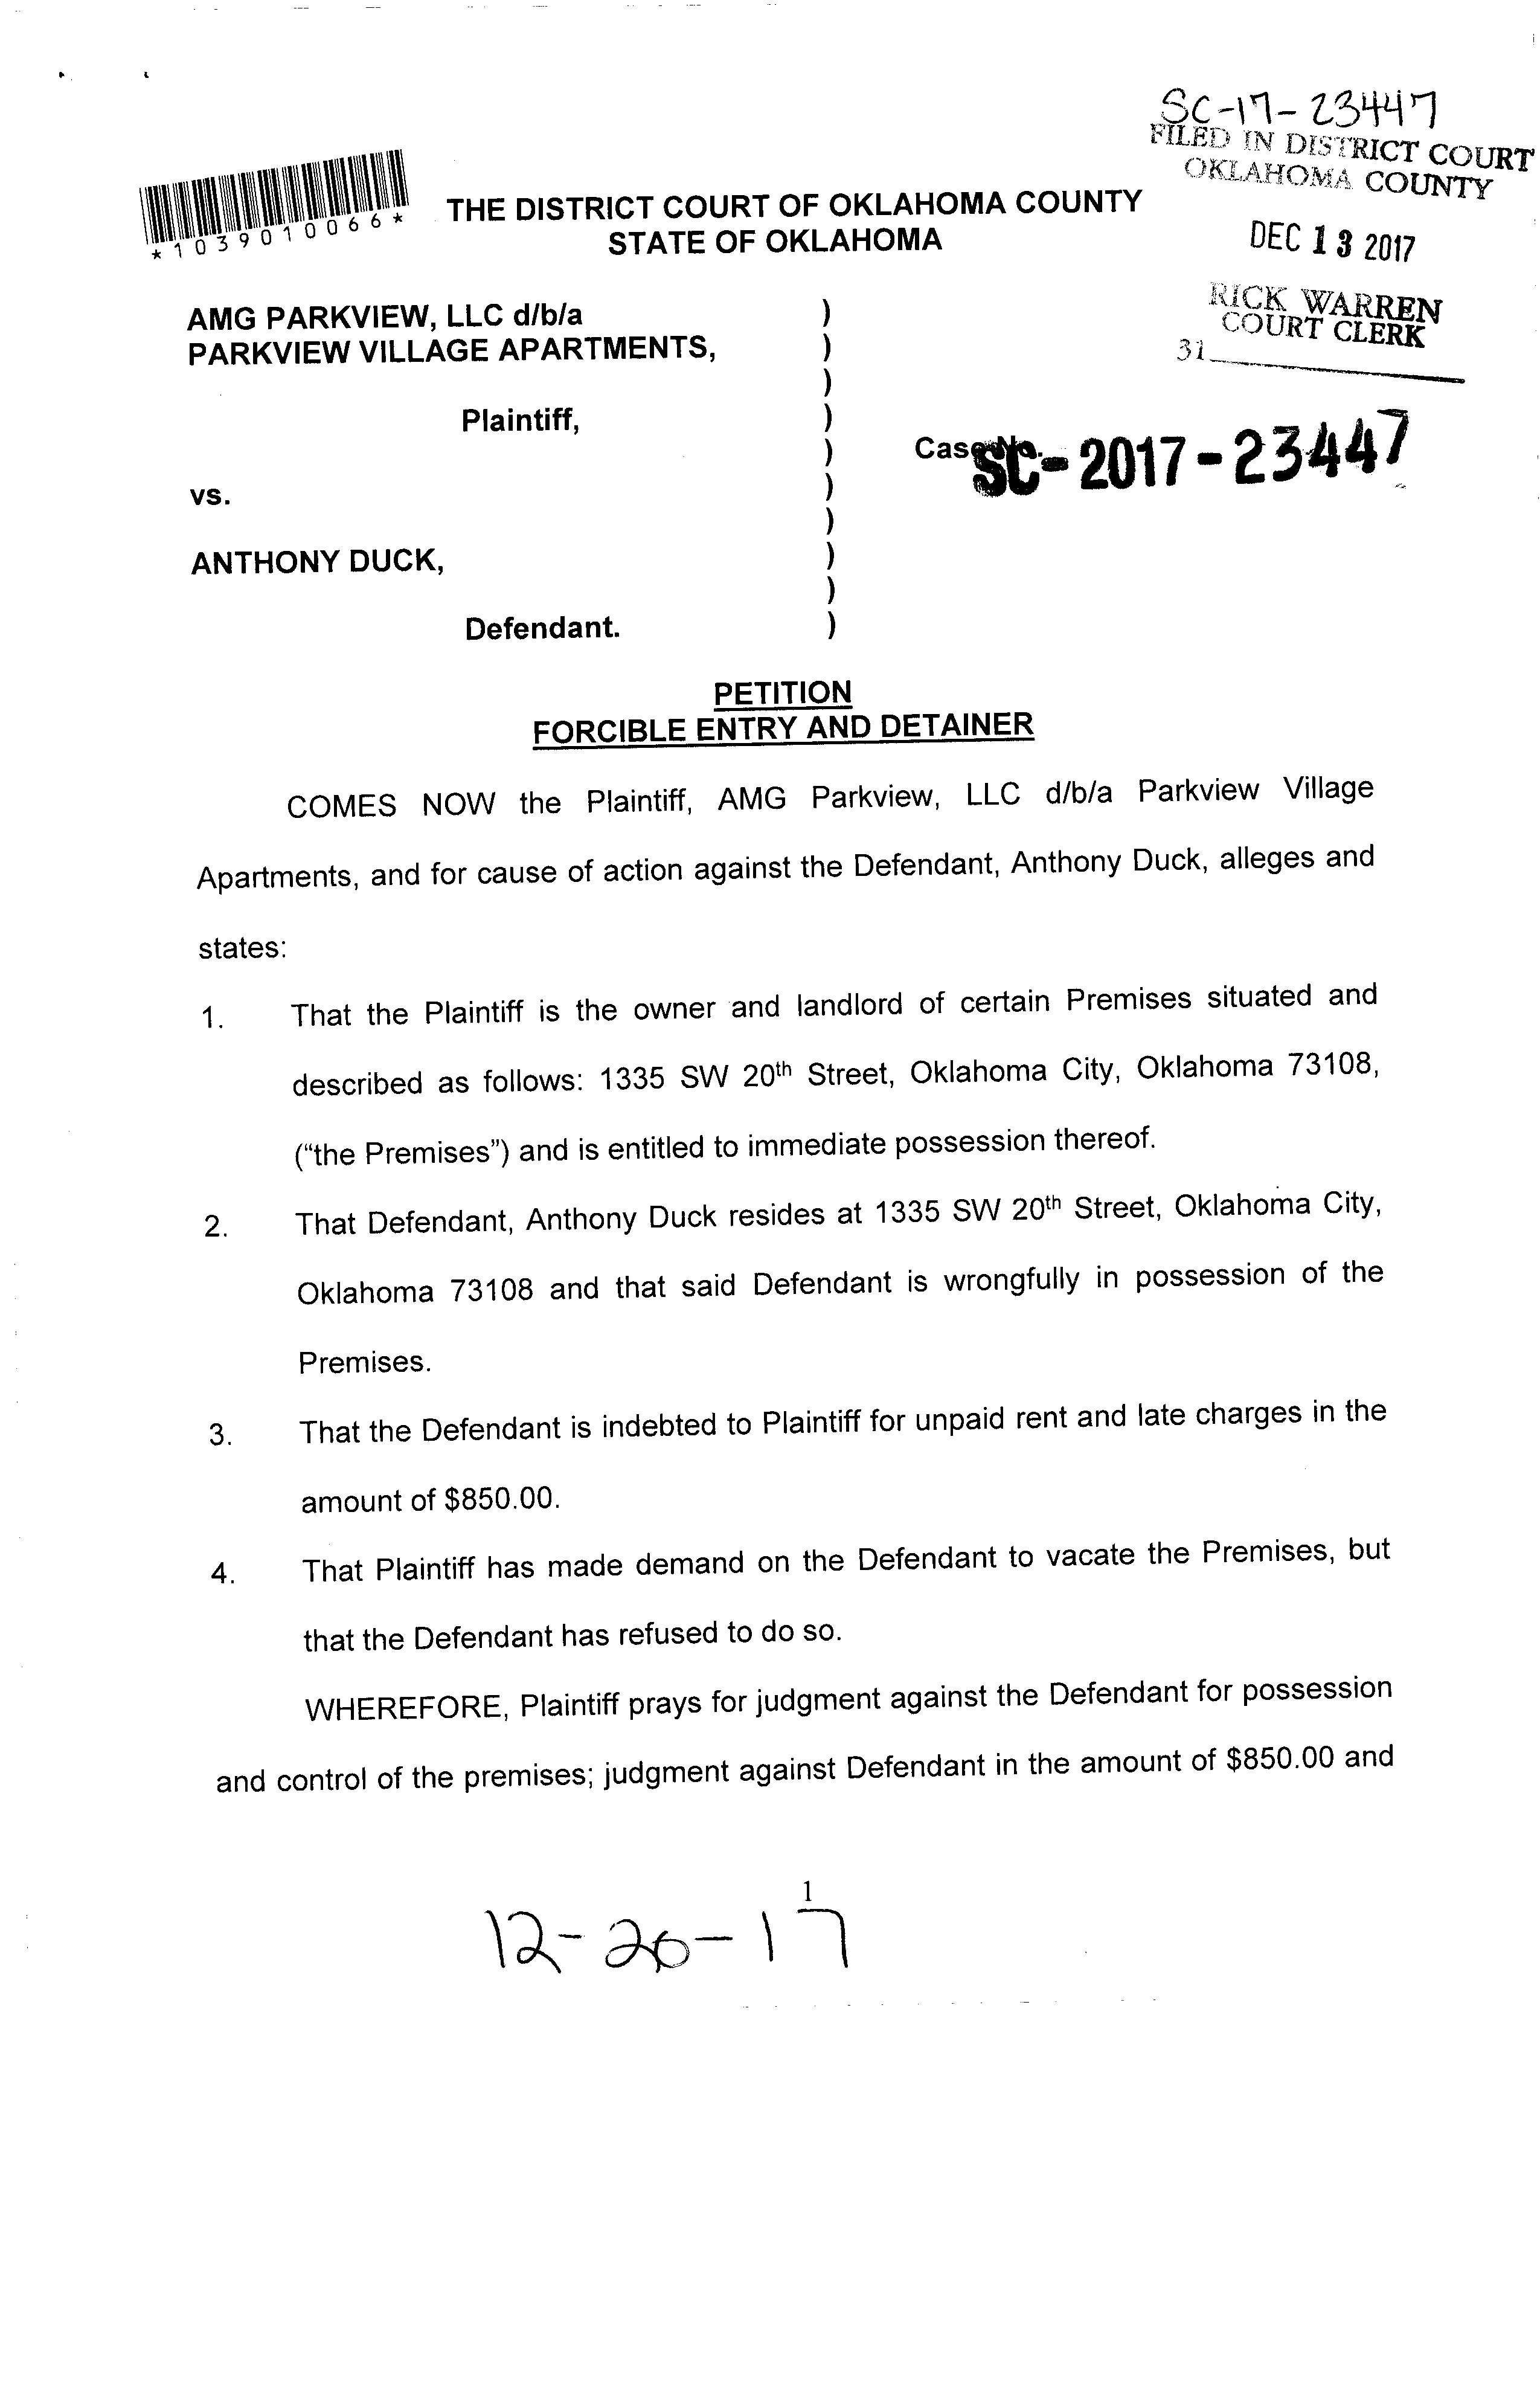 SC-17-23447
FILED IN DISTRICT COURT
OKLAHOMA COUNTY
DEC 13 2017
RICK WARREN
COURT CLERK
31
*1039010066*
THE DISTRICT COURT OF OKLAHOMA COUNTY
STATE OF OKLAHOMA
AMG PARKVIEW, LLC d/b/a )
PARKVIEW VILLAGE APARTMENTS, )
)
Plaintiff, )
) Case No. SC-2017-23447
vs. )
)
ANTHONY DUCK, )
)
Defendant. )
PETITION
FORCIBLE ENTRY AND DETAINER
COMES NOW the Plaintiff, AMG Parkview, LLC d/b/a Parkview Village
Apartments, and for cause of action against the Defendant, Anthony Duck, alleges and
states:
1. That the Plaintiff is the owner and landlord of certain Premises situated and
described as follows: 1335 SW 20th Street, Oklahoma City, Oklahoma 73108,
(“the Premises”) and is entitled to immediate possession thereof.
2. That Defendant, Anthony Duck resides at 1335 SW 20th Street, Oklahoma City,
Oklahoma 73108 and that said Defendant is wrongfully in possession of the
Premises.
3. That the Defendant is indebted to Plaintiff for unpaid rent and late charges in the
amount of $850.00.
4. That Plaintiff has made demand on the Defendant to vacate the Premises, but
that the Defendant has refused to do so.
WHEREFORE, Plaintiff prays for judgment against the Defendant for possession
and control of the premises; judgment against Defendant in the amount of $850.00 and
1
12-20-17